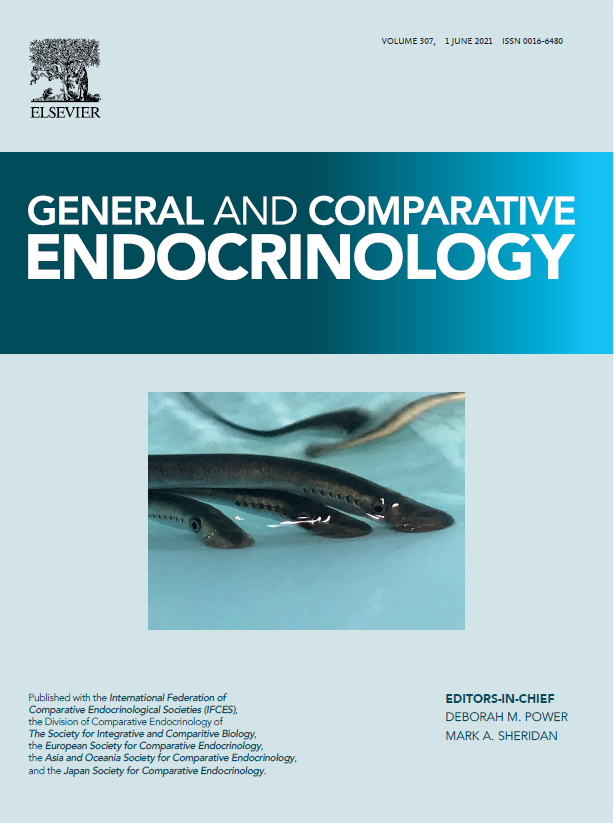 VOLUME 307, 1 JUNE 2021 ISSN 0016-6480
ELSEVIER
GENERAL AND COMPARATIVE
ENDOCRINOLOGY
Published with the International Federation of
Comparative Endocrinological Societies (IFCES),
the Division of Comparative Endocrinology of
The Society for Integrative and Comparitive Biology,
the European Society for Comparative Endocrinology,
the Asia and Oceania Society for Comparative Endocrinology,
and the Japan Society for Comparative Endocrinology.
EDITORS-IN-CHIEF
DEBORAH M. POWER
MARK A. SHERIDAN